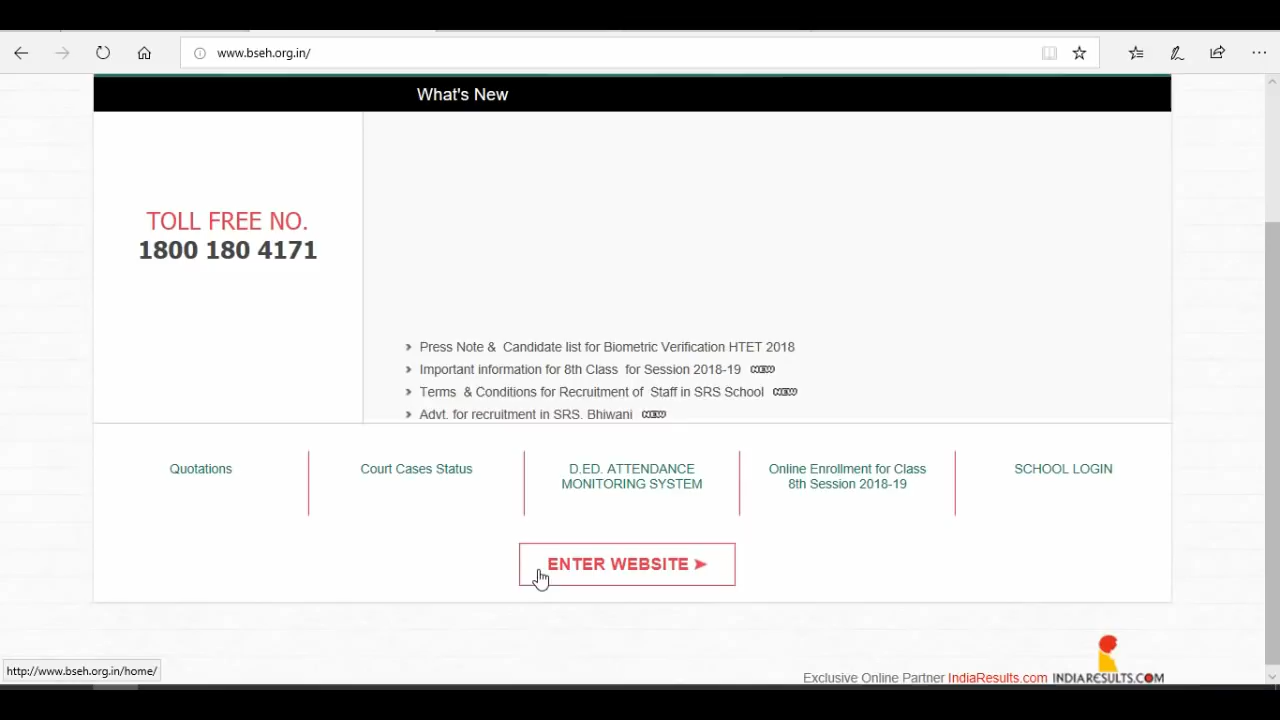 www.bseh.org.in/
What's New
TOLL FREE NO.
1800 180 4171
Press Note & Candidate list for Biometric Verification HTET 2018
Important information for 8th Class for Session 2018-19
Terms & Conditions for Recruitment of Staff in SRS School
Advt. for recruitment in SRS. Bhiwani
Quotations
Court Cases Status
D.ED. ATTENDANCE
MONITORING SYSTEM
Online Enrollment for Class
8th Session 2018-19
SCHOOL LOGIN
ENTER WEBSITE ➤
http://www.bseh.org.in/home/
Exclusive Online Partner IndiaResults.com INDIARESULTS.COM